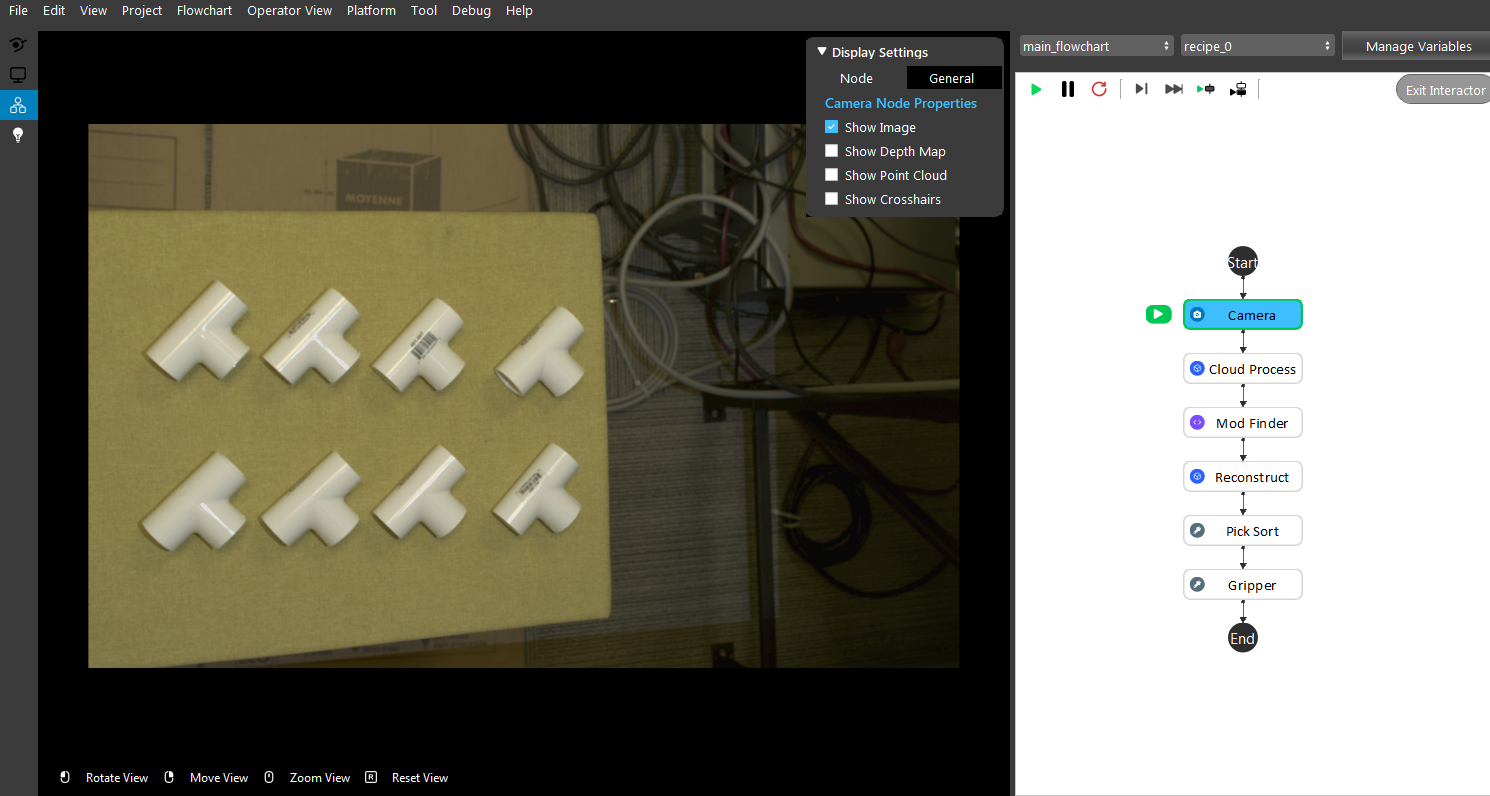 File Edit View Project Flowchart Operator View Platform Tool Debug Help
Display Settings
Node General
Camera Node Properties
Show Image
Show Depth Map
Show Point Cloud
Show Crosshairs
MOYENNE
Rotate View Move View Zoom View R Reset View
main_flowchart recipe_0 Manage Variables
Exit Interactor
Start
Camera
Cloud Process
Mod Finder
Reconstruct
Pick Sort
Gripper
End